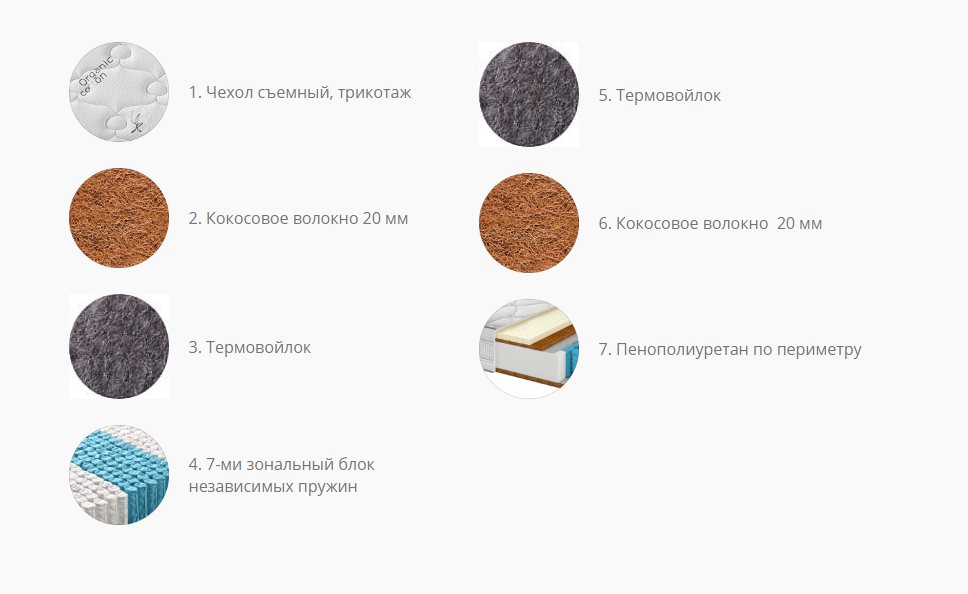 Organic
1. Чехол съемный, трикотаж
2. Кокосовое волокно 20 мм
3. Термовойлок
4. 7-ми зональный блок
независимых пружин
5. Термовойлок
6. Кокосовое волокно  20 мм
7. Пенополиуретан по периметру